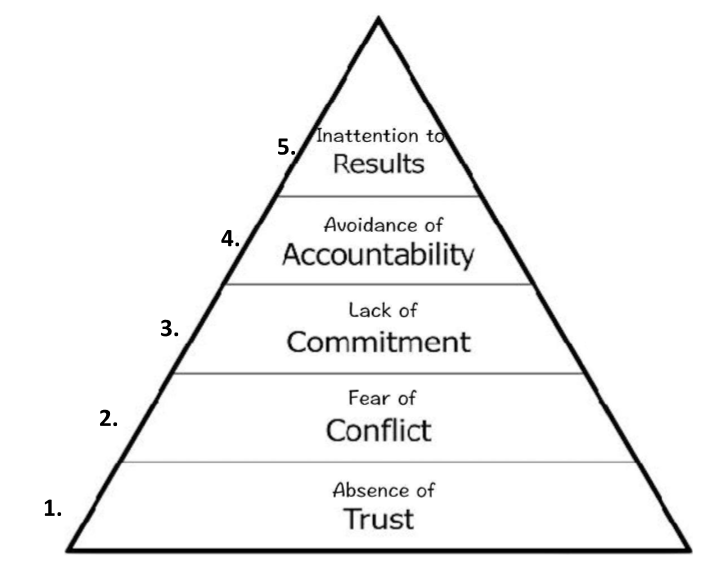 5. Inattention to
Results
4. Avoidance of
Accountability
3. Lack of
Commitment
2. Fear of
Conflict
1. Absence of
Trust